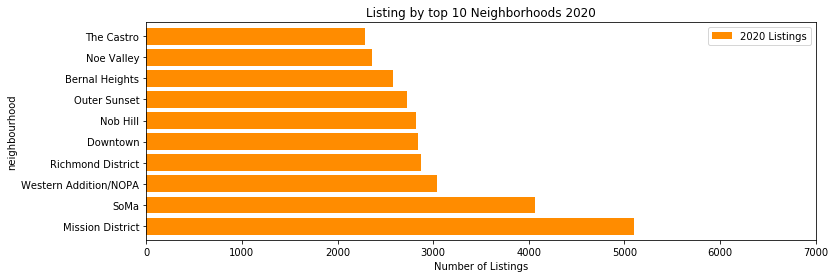 Listing by top 10 Neighborhoods 2020
2020 Listings
neighbourhood
The Castro
Noe Valley
Bernal Heights
Outer Sunset
Nob Hill
Downtown
Richmond District
Western Addition/NOPA
SoMa
Mission District
0 1000 2000 3000 4000 5000 6000 7000
Number of Listings